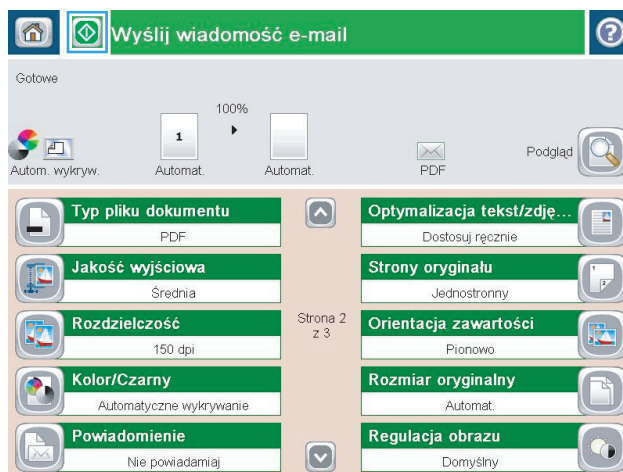 Wyślij wiadomość e-mail
?
Gotowe
100%
1
Autom. wykryw.
Automat.
Automat.
PDF
Podgląd
Typ pliku dokumentu
PDF
Jakość wyjściowa
Średnia
Rozdzielczość
150 dpi
Kolor/Czarny
Automatyczne wykrywanie
Powiadomienie
Nie powiadamiaj
Strona 2
z 3
Optymalizacja tekst/zdję...
Dostosuj ręcznie
Strony oryginału
1
2
Jednostronny
Orientacja zawartości
Pionowo
Rozmiar oryginalny
Automat.
Regulacja obrazu
Domyślny